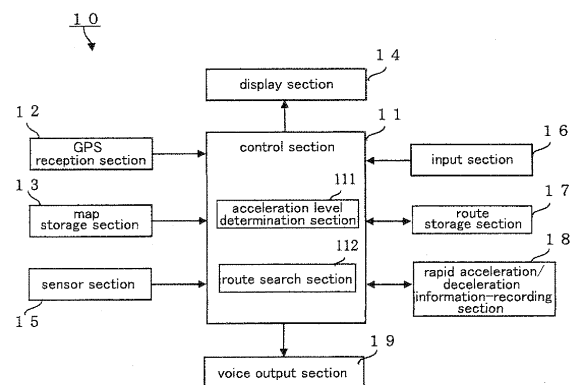 10
14
display section
12
GPS
reception section
11
control section
16
input section
13
map
storage section
111
acceleration level
determination section
17
route
storage section
112
route search section
18
rapid acceleration/
deceleration
information-recording
section
sensor section
15
19
voice output section